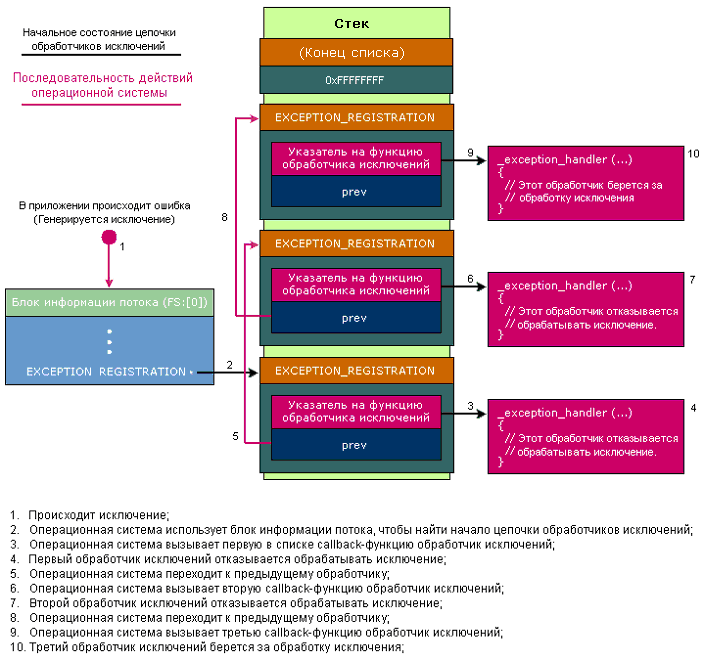 Начальное состояние цепочки
обработчиков исключений
Последовательность действий
операционной системы
Стек
(Конец списка)
0xFFFFFFFF
EXCEPTION_REGISTRATION
Указатель на функцию
обработчика исключений
prev
9
_exception_handler (...)
{
// Этот обработчик берется за
// обработку исключения
}
10
В приложении происходит ошибка
(Генерируется исключение)
1
8
EXCEPTION_REGISTRATION
Указатель на функцию
обработчика исключений
prev
6
_exception_handler (...)
{
// Этот обработчик отказывается
// обрабатывать исключение.
}
7
Блок информации потока (FS:[0])
EXCEPTION REGISTRATION
2
EXCEPTION_REGISTRATION
Указатель на функцию
обработчика исключений
prev
5
3
_exception_handler (...)
{
// Этот обработчик отказывается
// обрабатывать исключение.
}
4
1. Происходит исключение;
2. Операционная система использует блок информации потока, чтобы найти начало цепочки обработчиков исключений;
3. Операционная система вызывает первую в списке callback-функцию обработчик исключений;
4. Первый обработчик исключений отказывается обрабатывать исключение;
5. Операционная система переходит к предыдущему обработчику;
6. Операционная система вызывает вторую callback-функцию обработчик исключений;
7. Второй обработчик исключений отказывается обрабатывать исключение;
8. Операционная система переходит к предыдущему обработчику;
9. Операционная система вызывает третью callback-функцию обработчик исключений;
10. Третий обработчик исключений берется за обработку исключения;